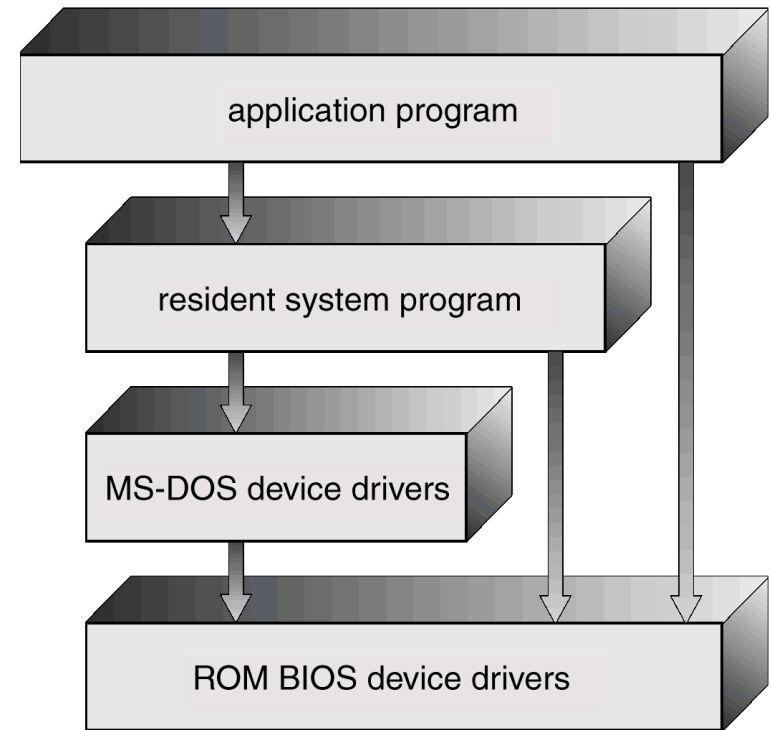 application program
resident system program
MS-DOS device drivers
ROM BIOS device drivers